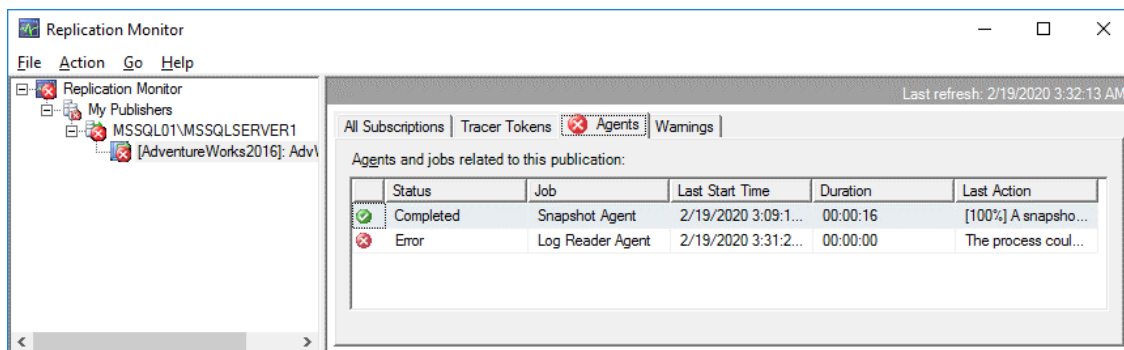 Replication Monitor
File Action Go Help
Replication Monitor
My Publishers
MSSQL01\MSSQLSERVER1
[AdventureWorks2016]: Adv\
Last refresh: 2/19/2020 3:32:13 AM
All Subscriptions Tracer Tokens Agents Warnings
Agents and jobs related to this publication:
Status Job Last Start Time Duration Last Action
Completed Snapshot Agent 2/19/2020 3:09:1... 00:00:16 [100%] A snapsho...
Error Log Reader Agent 2/19/2020 3:31:2... 00:00:00 The process coul...